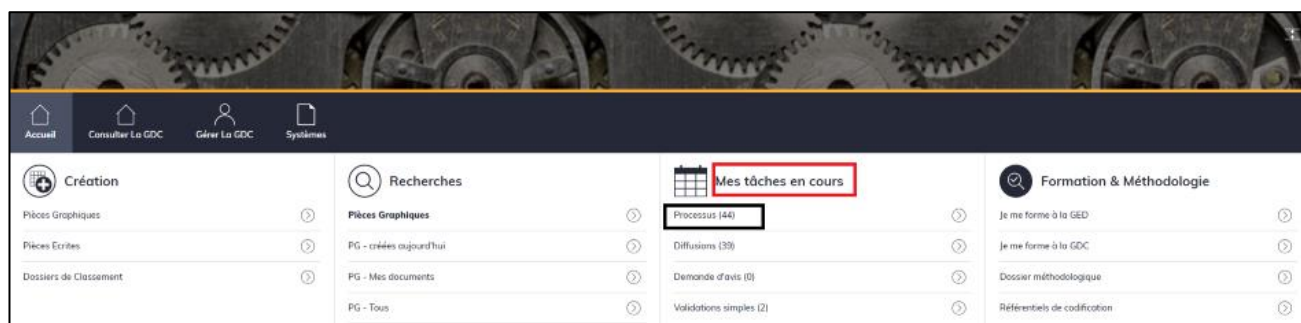 Accueil
Consulter La GDC
Gérer La GDC
Systèmes
Création
Pièces Graphiques
Pièces Ecrites
Dossiers de Classement
Recherches
Pièces Graphiques
PG - créées aujourd'hui
PG - Mes documents
PG - Tous
Mes tâches en cours
Processus (44)
Diffusions (39)
Demande d'avis (0)
Validations simples (2)
Formation & Méthodologie
Je me forme à la GED
Je me forme à la GDC
Dossier méthodologique
Référentiels de codification